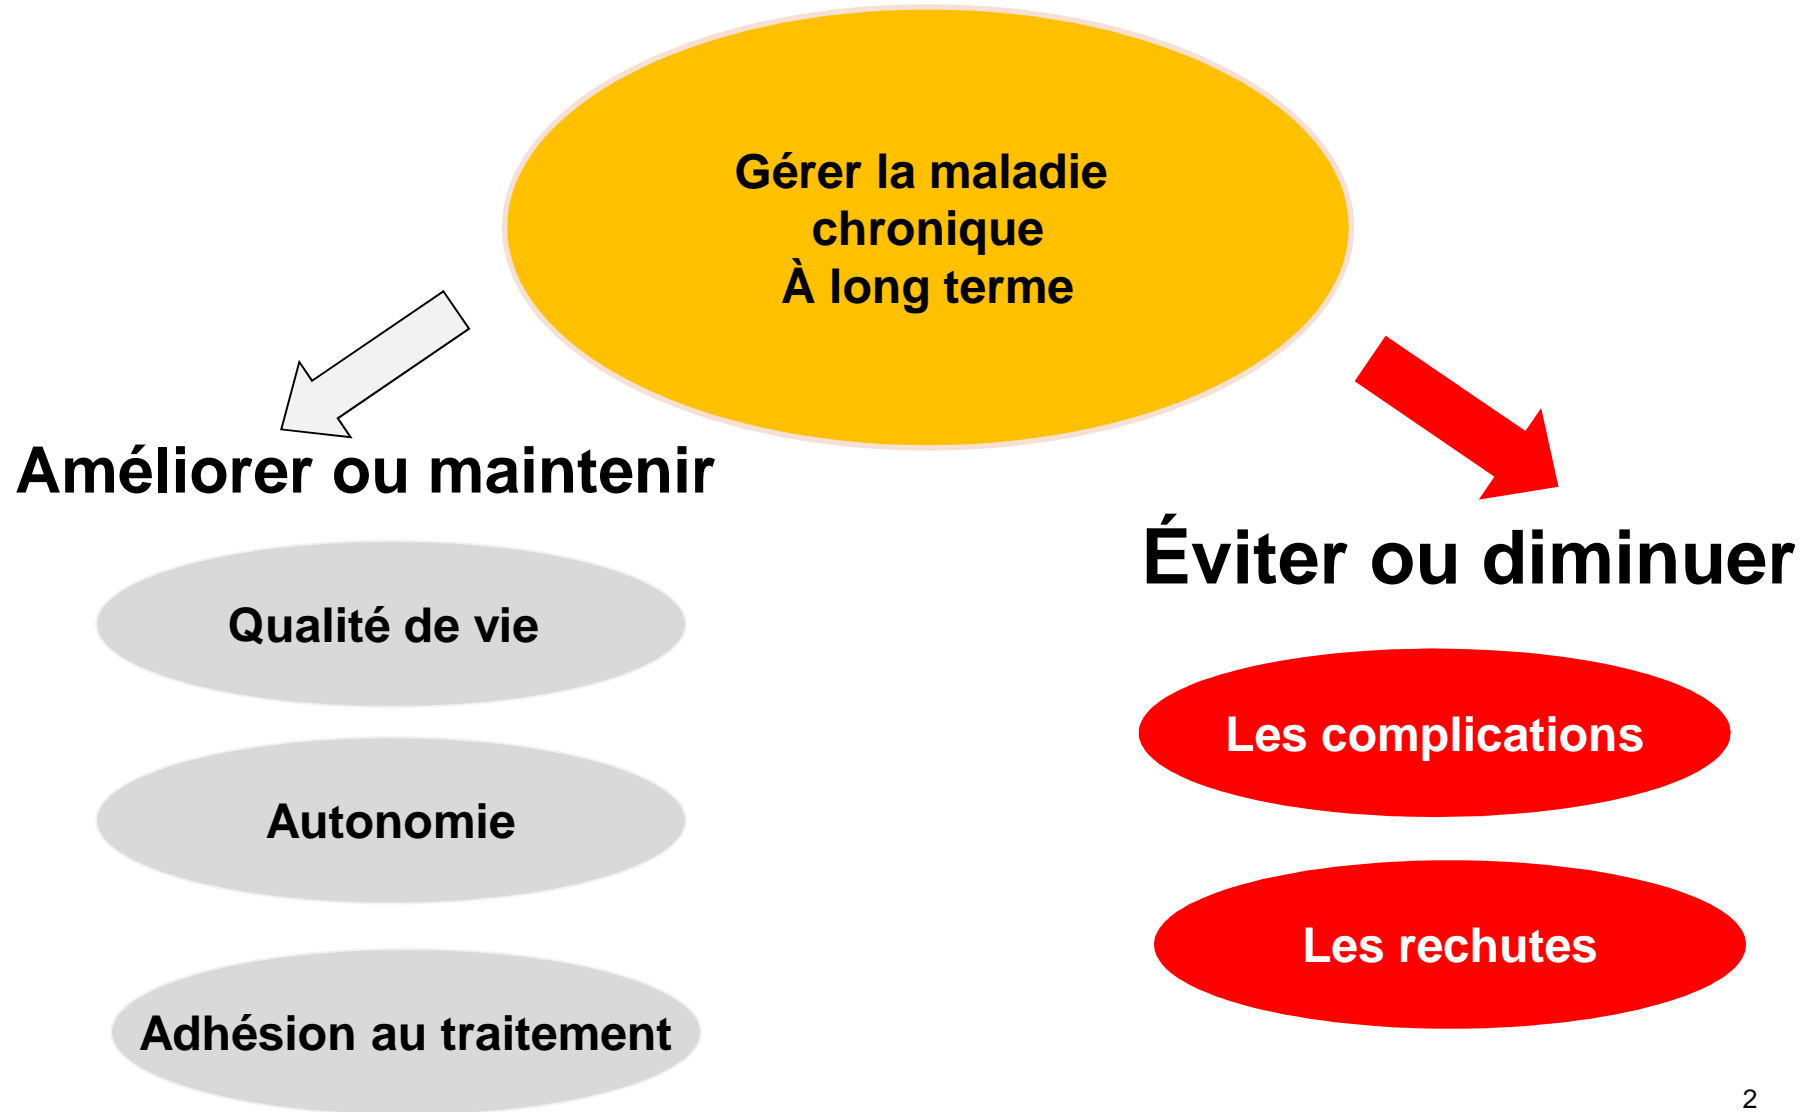 Gérer la maladie
chronique
À long terme
Améliorer ou maintenir
Qualité de vie
Autonomie
Adhésion au traitement
Éviter ou diminuer
Les complications
Les rechutes
2